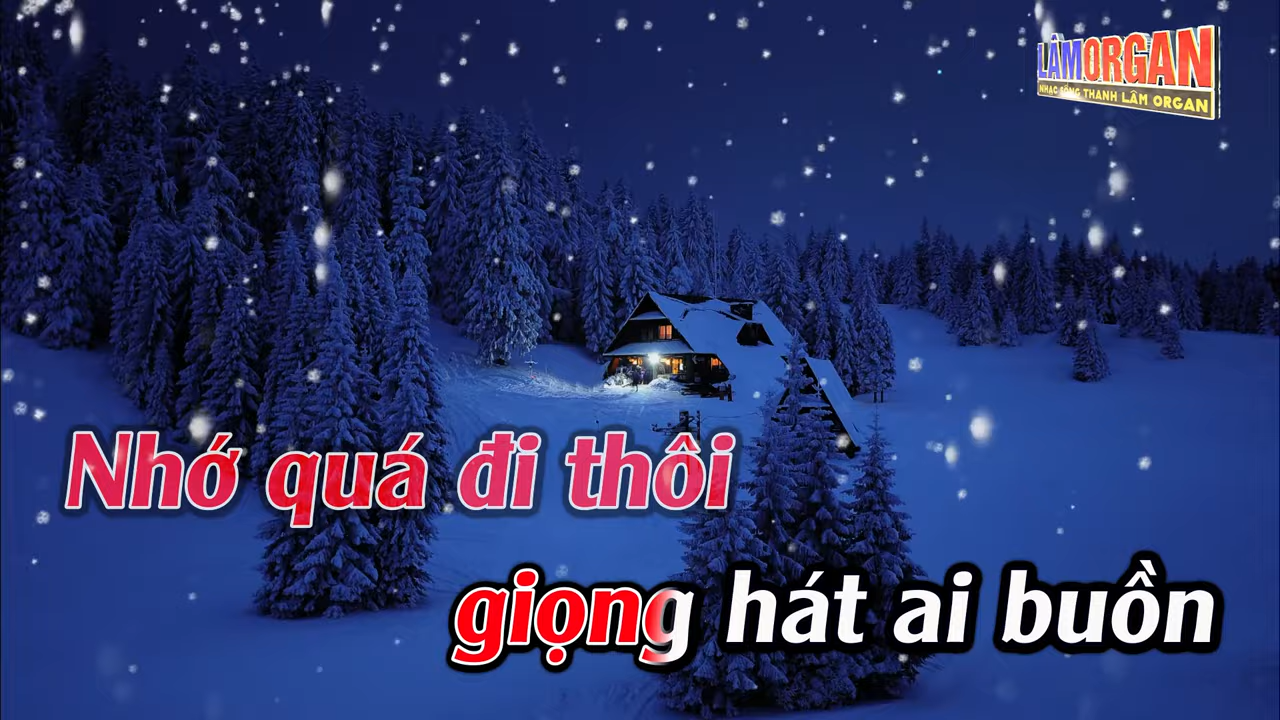 LÂMORGAN
NHẠC SỐNG THANH LÂM ORGAN
Nhớ quá đi thôi
giọng hát ai buồn